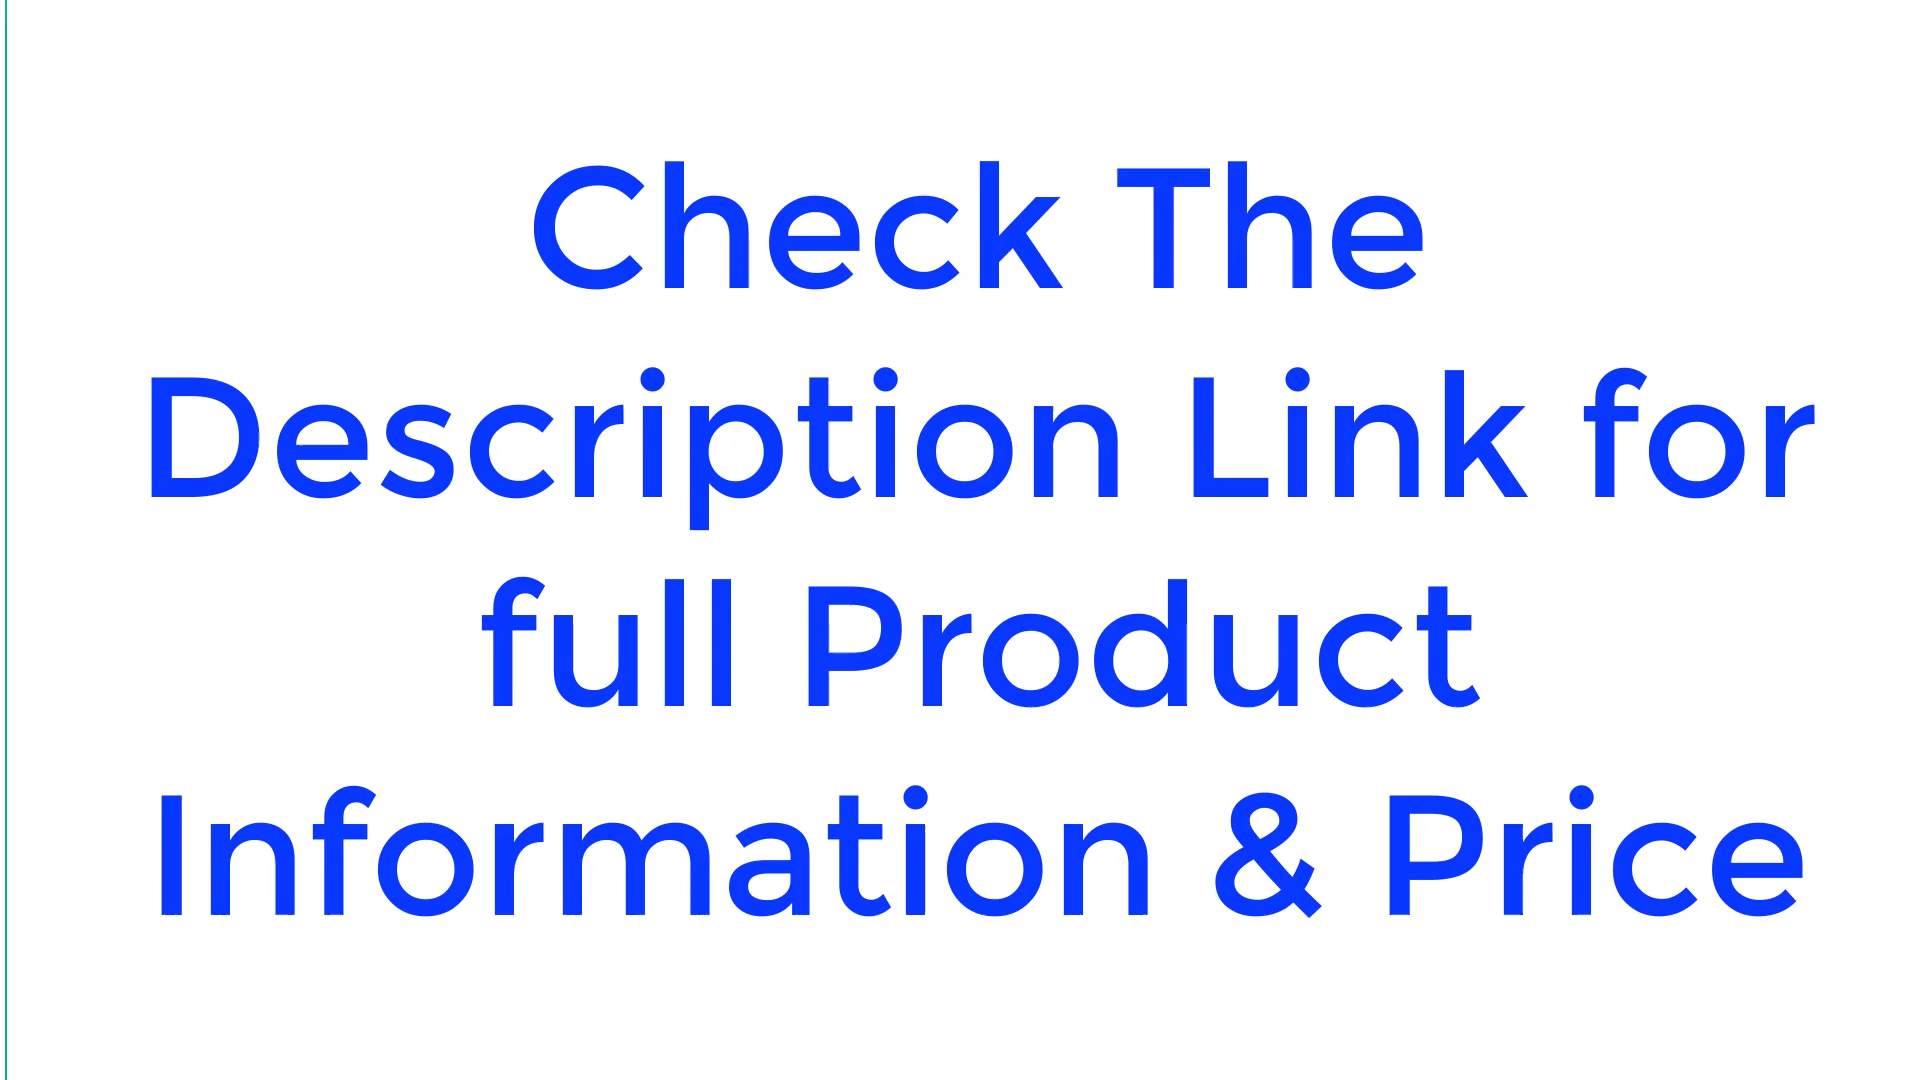 Check The
Description Link for
full Product
Information & Price